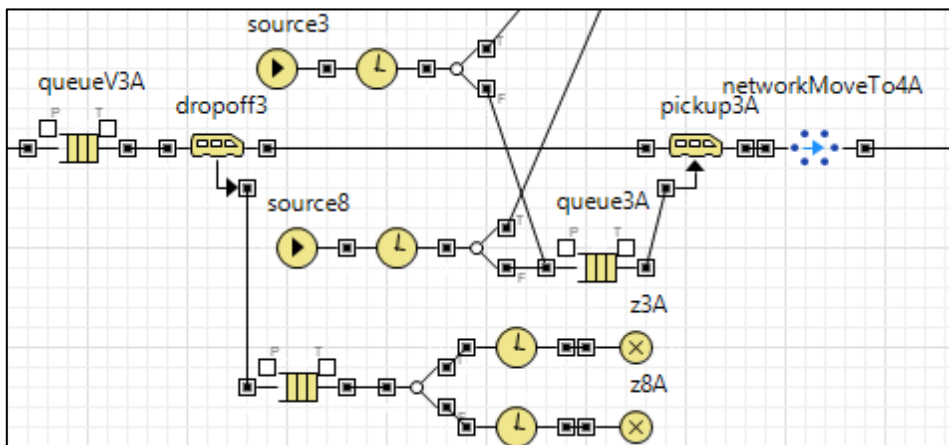 source3
queueV3A
dropoff3
pickup3A
networkMoveTo4A
P
T
T
F
source8
queue3A
T
P
T
F
z3A
P
T
T
z8A
F